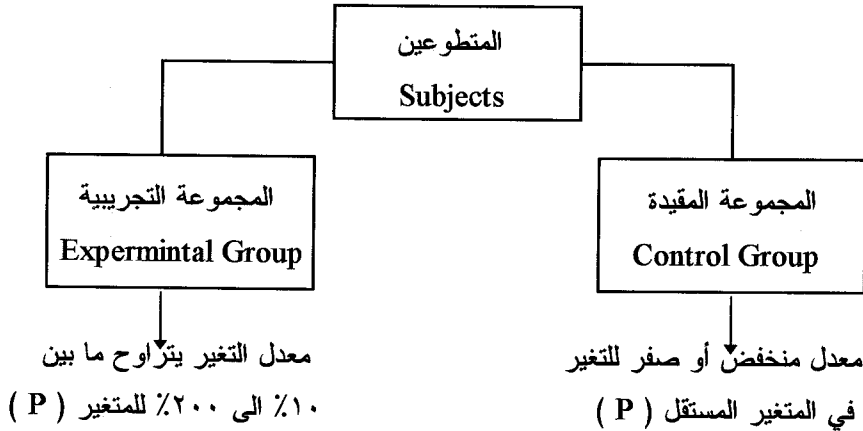 المتطوعين
Subjects
المجموعة التجريبية
Expermintal Group
المجموعة المقيدة
Control Group
معدل التغير يتراوح ما بين
١٠٪ الى ٢٠٠٪ للمتغير ( P )
معدل منخفض أو صفر للتغير
في المتغير المستقل ( P )